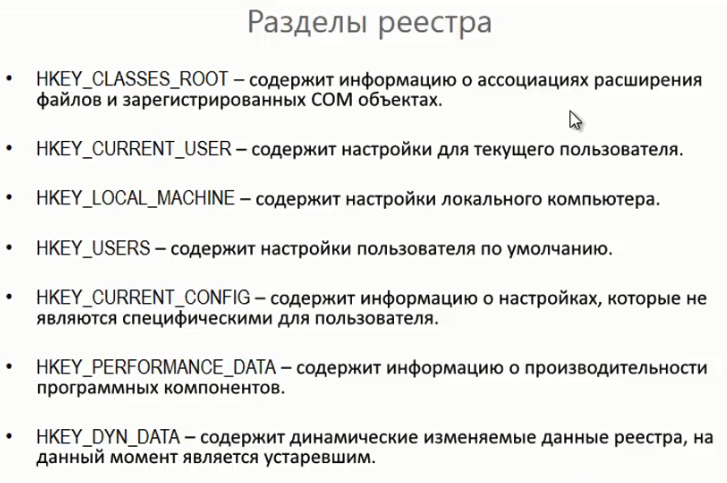 Разделы реестра
• HKEY_CLASSES_ROOT – содержит информацию о ассоциациях расширения
файлов и зарегистрированных COM объектах.
• HKEY_CURRENT_USER – содержит настройки для текущего пользователя.
• HKEY_LOCAL_MACHINE – содержит настройки локального компьютера.
• HKEY_USERS – содержит настройки пользователя по умолчанию.
• HKEY_CURRENT_CONFIG – содержит информацию о настройках, которые не
являются специфическими для пользователя.
• HKEY_PERFORMANCE_DATA – содержит информацию о производительности
программных компонентов.
• HKEY_DYN_DATA – содержит динамические изменяемые данные реестра, на
данный момент является устаревшим.